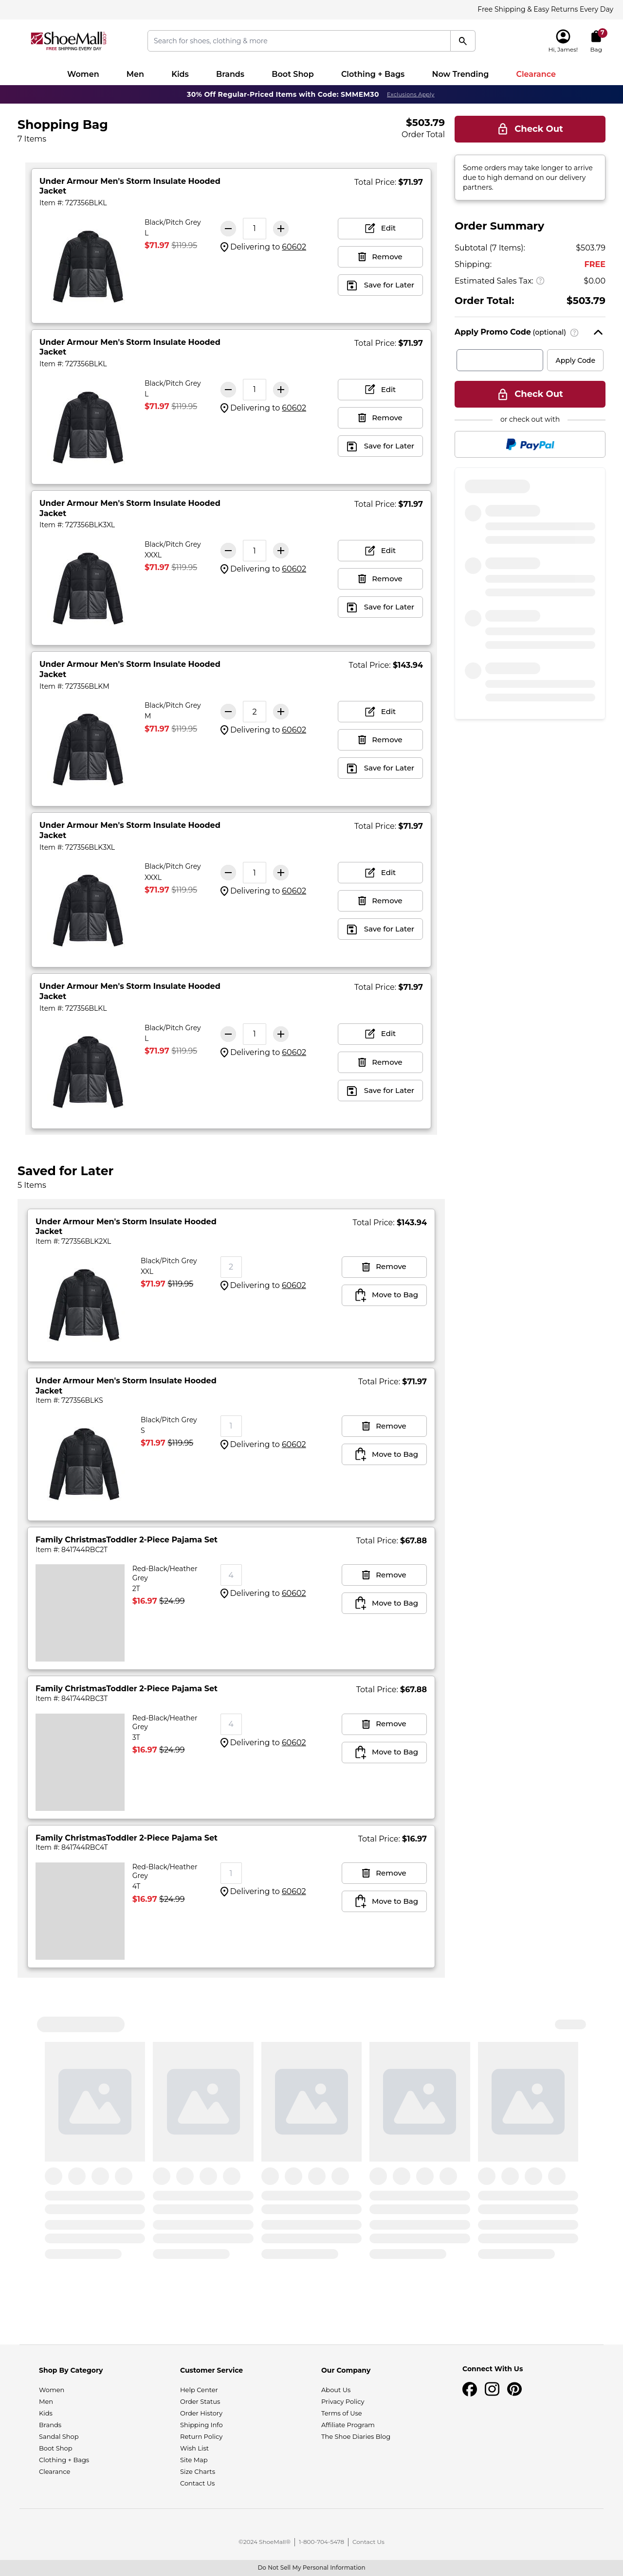 Free Shipping & Easy Returns Every Day
ShoeMall
FREE SHIPPING EVERY DAY
Search for shoes, clothing & more
Hi, James!
7
Bag
Women Men Kids Brands Boot Shop Clothing + Bags Now Trending Clearance
30% Off Regular-Priced Items with Code: SMMEM30 Exclusions Apply
Shopping Bag
7 Items
$503.79
Order Total
Under Armour Men's Storm Insulate Hooded
Jacket
Item #: 727356BLKL
Total Price: $71.97
Black/Pitch Grey
L
$71.97 $119.95
1
Delivering to 60602
Edit
Remove
Save for Later
Under Armour Men's Storm Insulate Hooded
Jacket
Item #: 727356BLKL
Total Price: $71.97
Black/Pitch Grey
L
$71.97 $119.95
1
Delivering to 60602
Edit
Remove
Save for Later
Under Armour Men's Storm Insulate Hooded
Jacket
Item #: 727356BLK3XL
Total Price: $71.97
Black/Pitch Grey
XXXL
$71.97 $119.95
1
Delivering to 60602
Edit
Remove
Save for Later
Under Armour Men's Storm Insulate Hooded
Jacket
Item #: 727356BLKM
Total Price: $143.94
Black/Pitch Grey
M
$71.97 $119.95
2
Delivering to 60602
Edit
Remove
Save for Later
Under Armour Men's Storm Insulate Hooded
Jacket
Item #: 727356BLK3XL
Total Price: $71.97
Black/Pitch Grey
XXXL
$71.97 $119.95
1
Delivering to 60602
Edit
Remove
Save for Later
Under Armour Men's Storm Insulate Hooded
Jacket
Item #: 727356BLKL
Total Price: $71.97
Black/Pitch Grey
L
$71.97 $119.95
1
Delivering to 60602
Edit
Remove
Save for Later
Check Out
Some orders may take longer to arrive
due to high demand on our delivery
partners.
Order Summary
Subtotal (7 Items): $503.79
Shipping: FREE
Estimated Sales Tax: ? $0.00
Order Total: $503.79
Apply Promo Code (optional) ?
Apply Code
Check Out
or check out with
PayPal
Saved for Later
5 Items
Under Armour Men's Storm Insulate Hooded
Jacket
Item #: 727356BLK2XL
Total Price: $143.94
Black/Pitch Grey
XXL
$71.97 $119.95
2
Delivering to 60602
Remove
Move to Bag
Under Armour Men's Storm Insulate Hooded
Jacket
Item #: 727356BLKS
Total Price: $71.97
Black/Pitch Grey
S
$71.97 $119.95
1
Delivering to 60602
Remove
Move to Bag
Family ChristmasToddler 2-Piece Pajama Set
Item #: 841744RBC2T
Total Price: $67.88
Red-Black/Heather
Grey
2T
$16.97 $24.99
4
Delivering to 60602
Remove
Move to Bag
Family ChristmasToddler 2-Piece Pajama Set
Item #: 841744RBC3T
Total Price: $67.88
Red-Black/Heather
Grey
3T
$16.97 $24.99
4
Delivering to 60602
Remove
Move to Bag
Family ChristmasToddler 2-Piece Pajama Set
Item #: 841744RBC4T
Total Price: $16.97
Red-Black/Heather
Grey
4T
$16.97 $24.99
1
Delivering to 60602
Remove
Move to Bag
Shop By Category
Women
Men
Kids
Brands
Sandal Shop
Boot Shop
Clothing + Bags
Clearance
Customer Service
Help Center
Order Status
Order History
Shipping Info
Return Policy
Wish List
Site Map
Size Charts
Contact Us
Our Company
About Us
Privacy Policy
Terms of Use
Affiliate Program
The Shoe Diaries Blog
Connect With Us
©2024 ShoeMall® | 1-800-704-5478 | Contact Us
Do Not Sell My Personal Information